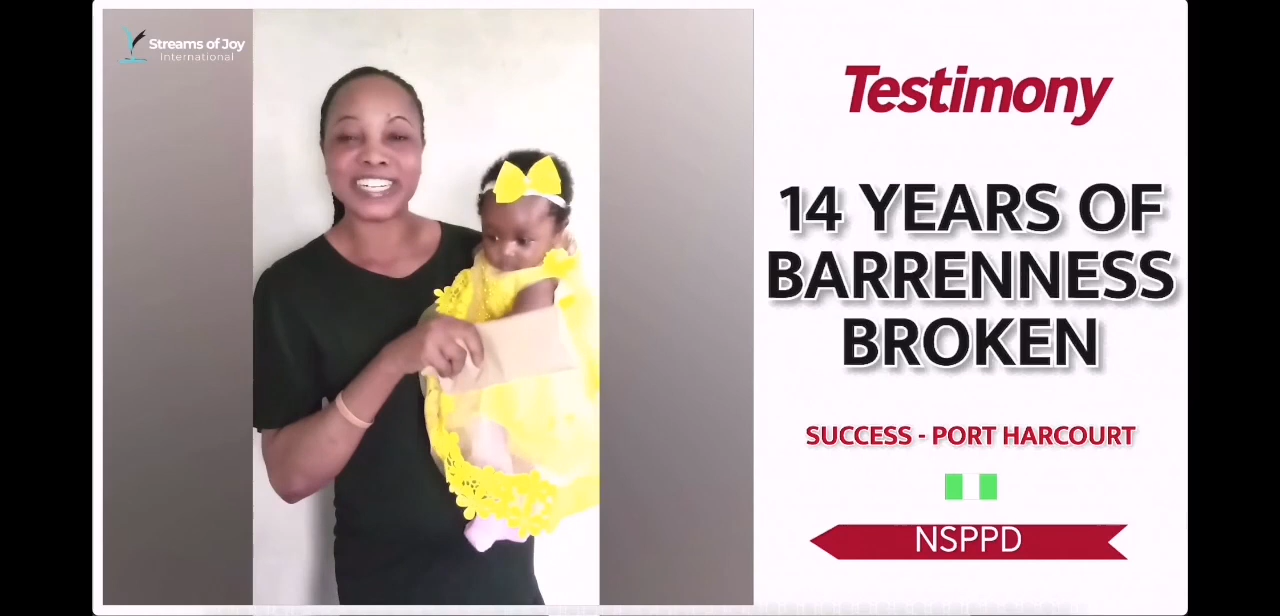 Streams of Joy
International
Testimony
14 YEARS OF
BARRENNESS
BROKEN
SUCCESS - PORT HARCOURT
NSPPD